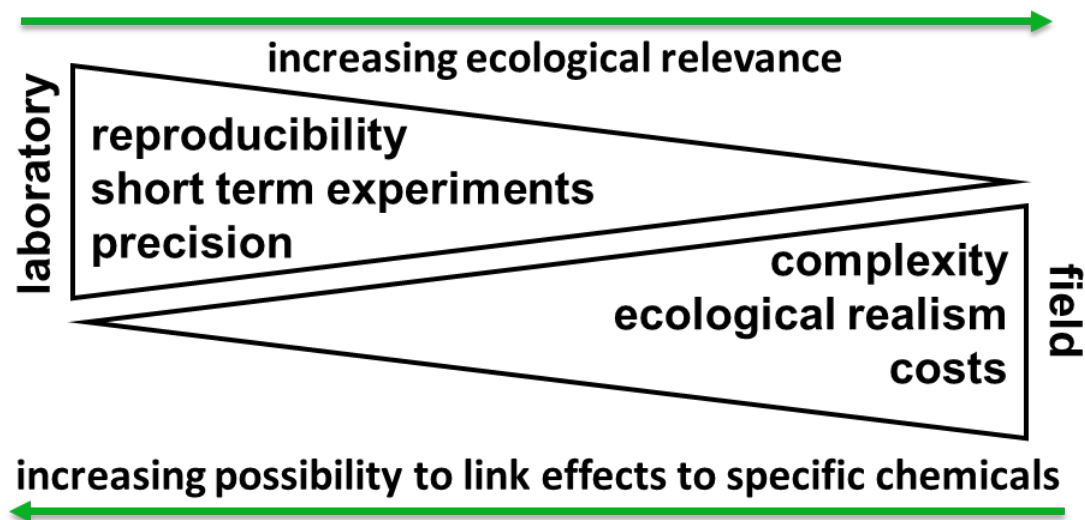 increasing ecological relevance
laboratory
reproducibility
short term experiments
precision
complexity
ecological realism
costs
field
increasing possibility to link effects to specific chemicals